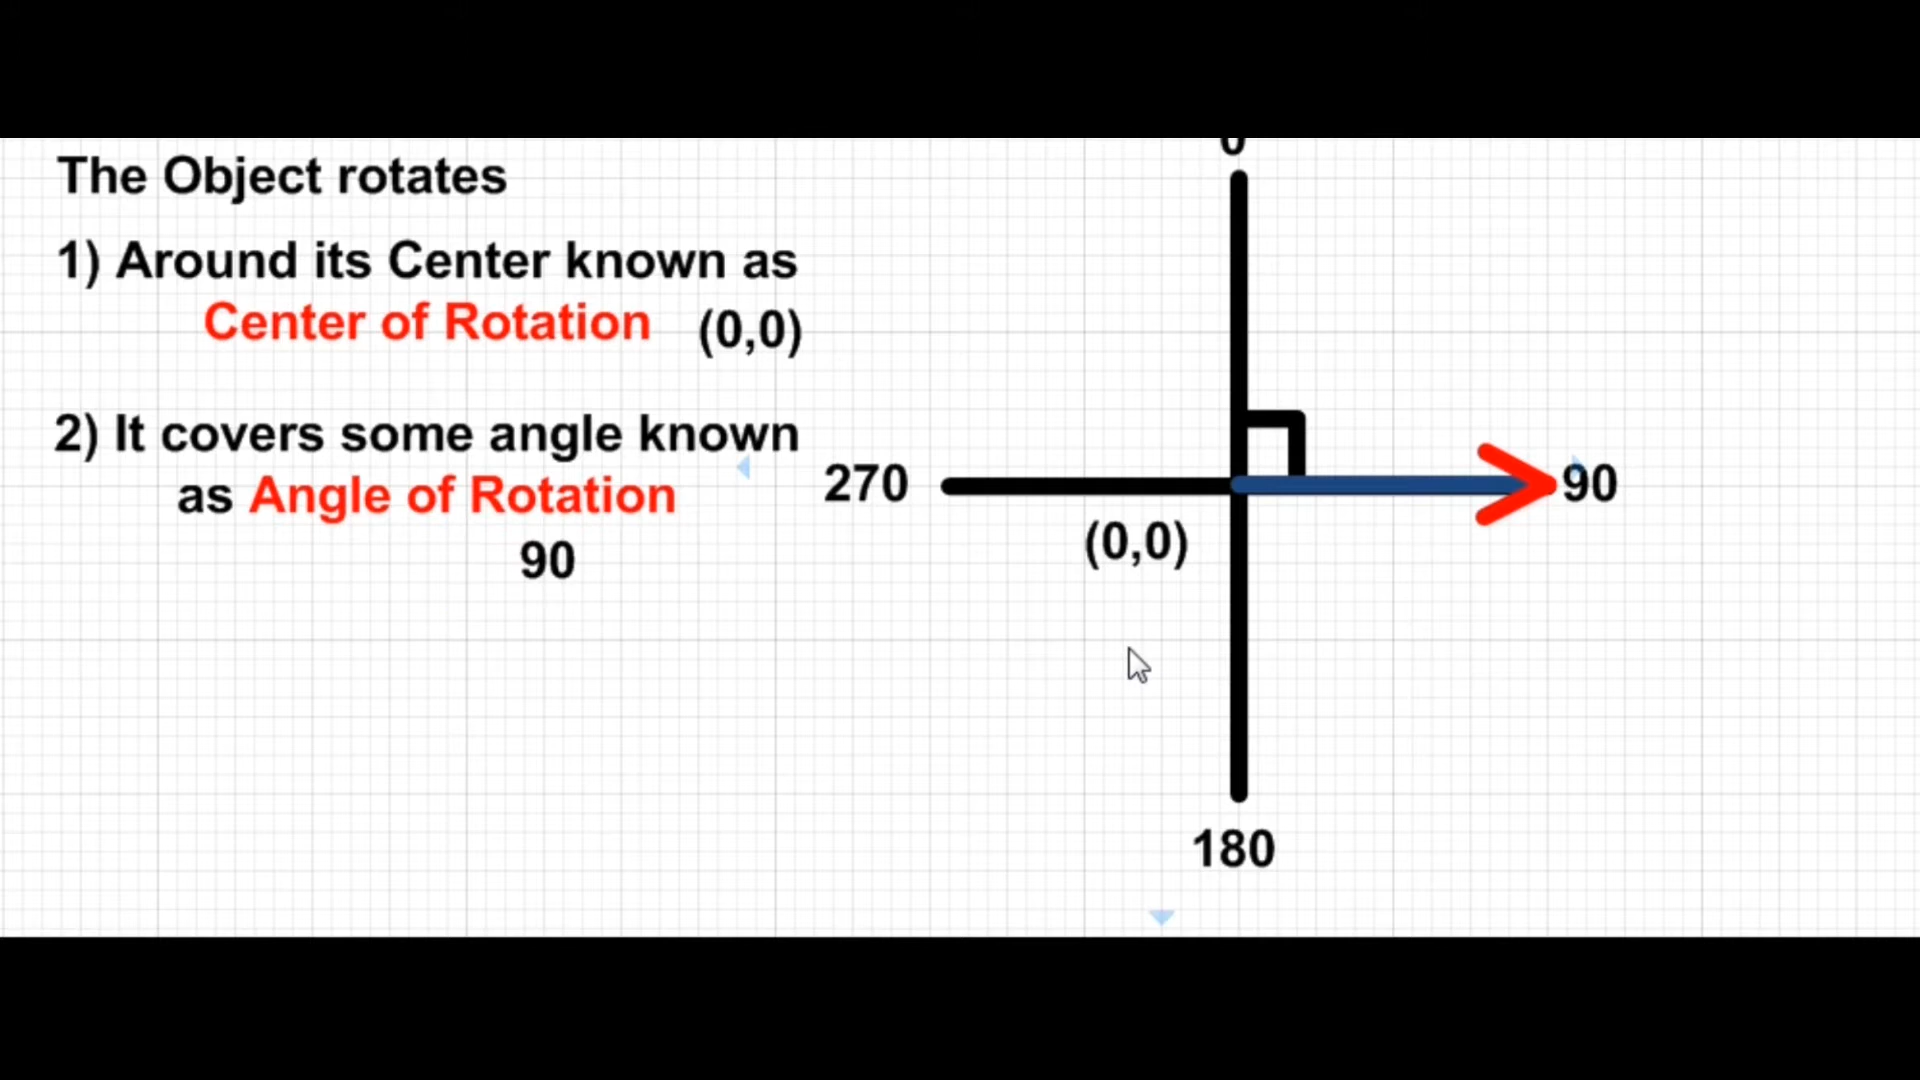 The Object rotates
1) Around its Center known as
Center of Rotation (0,0)
2) It covers some angle known
as Angle of Rotation
90
0
270
90
(0,0)
180